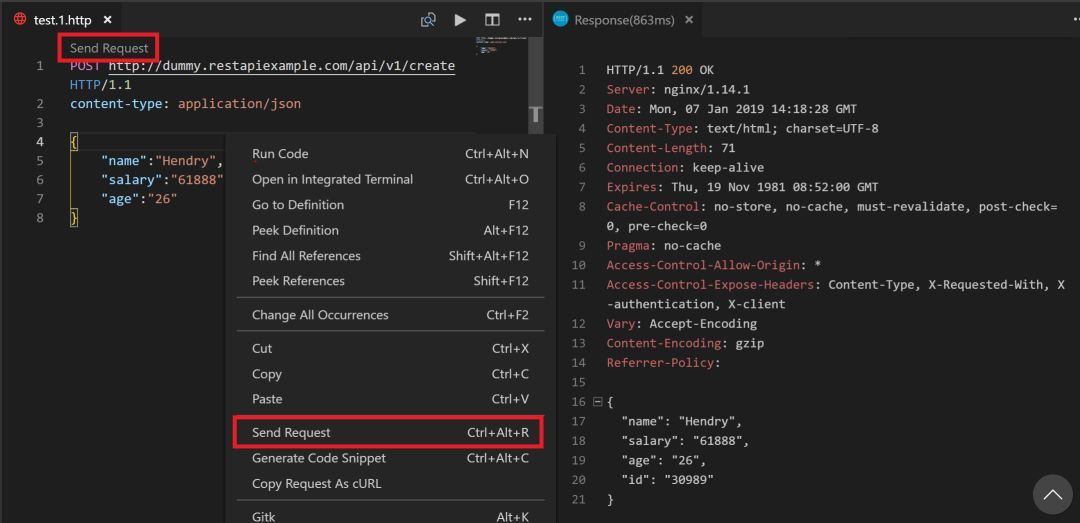 test.1.http
Send Request
1 POST http://dummy.restapiexample.com/api/v1/create
HTTP/1.1
2 content-type: application/json
3
4 {
5 "name":"Hendry",
6 "salary":"61888"
7 "age":"26"
8 }
Run Code Ctrl+Alt+N
Open in Integrated Terminal Ctrl+Alt+O
Go to Definition F12
Peek Definition Alt+F12
Find All References Shift+Alt+F12
Peek References Shift+F12
Change All Occurrences Ctrl+F2
Cut Ctrl+X
Copy Ctrl+C
Paste Ctrl+V
Send Request Ctrl+Alt+R
Generate Code Snippet Ctrl+Alt+C
Copy Request As cURL
Gitk Alt+K
Response(863ms)
1 HTTP/1.1 200 OK
2 Server: nginx/1.14.1
3 Date: Mon, 07 Jan 2019 14:18:28 GMT
4 Content-Type: text/html; charset=UTF-8
5 Content-Length: 71
6 Connection: keep-alive
7 Expires: Thu, 19 Nov 1981 08:52:00 GMT
8 Cache-Control: no-store, no-cache, must-revalidate, post-check=
0, pre-check=0
9 Pragma: no-cache
10 Access-Control-Allow-Origin: *
11 Access-Control-Expose-Headers: Content-Type, X-Requested-With, X
-authentication, X-client
12 Vary: Accept-Encoding
13 Content-Encoding: gzip
14 Referrer-Policy:
15
16 {
17 "name": "Hendry",
18 "salary": "61888",
19 "age": "26",
20 "id": "30989"
21 }